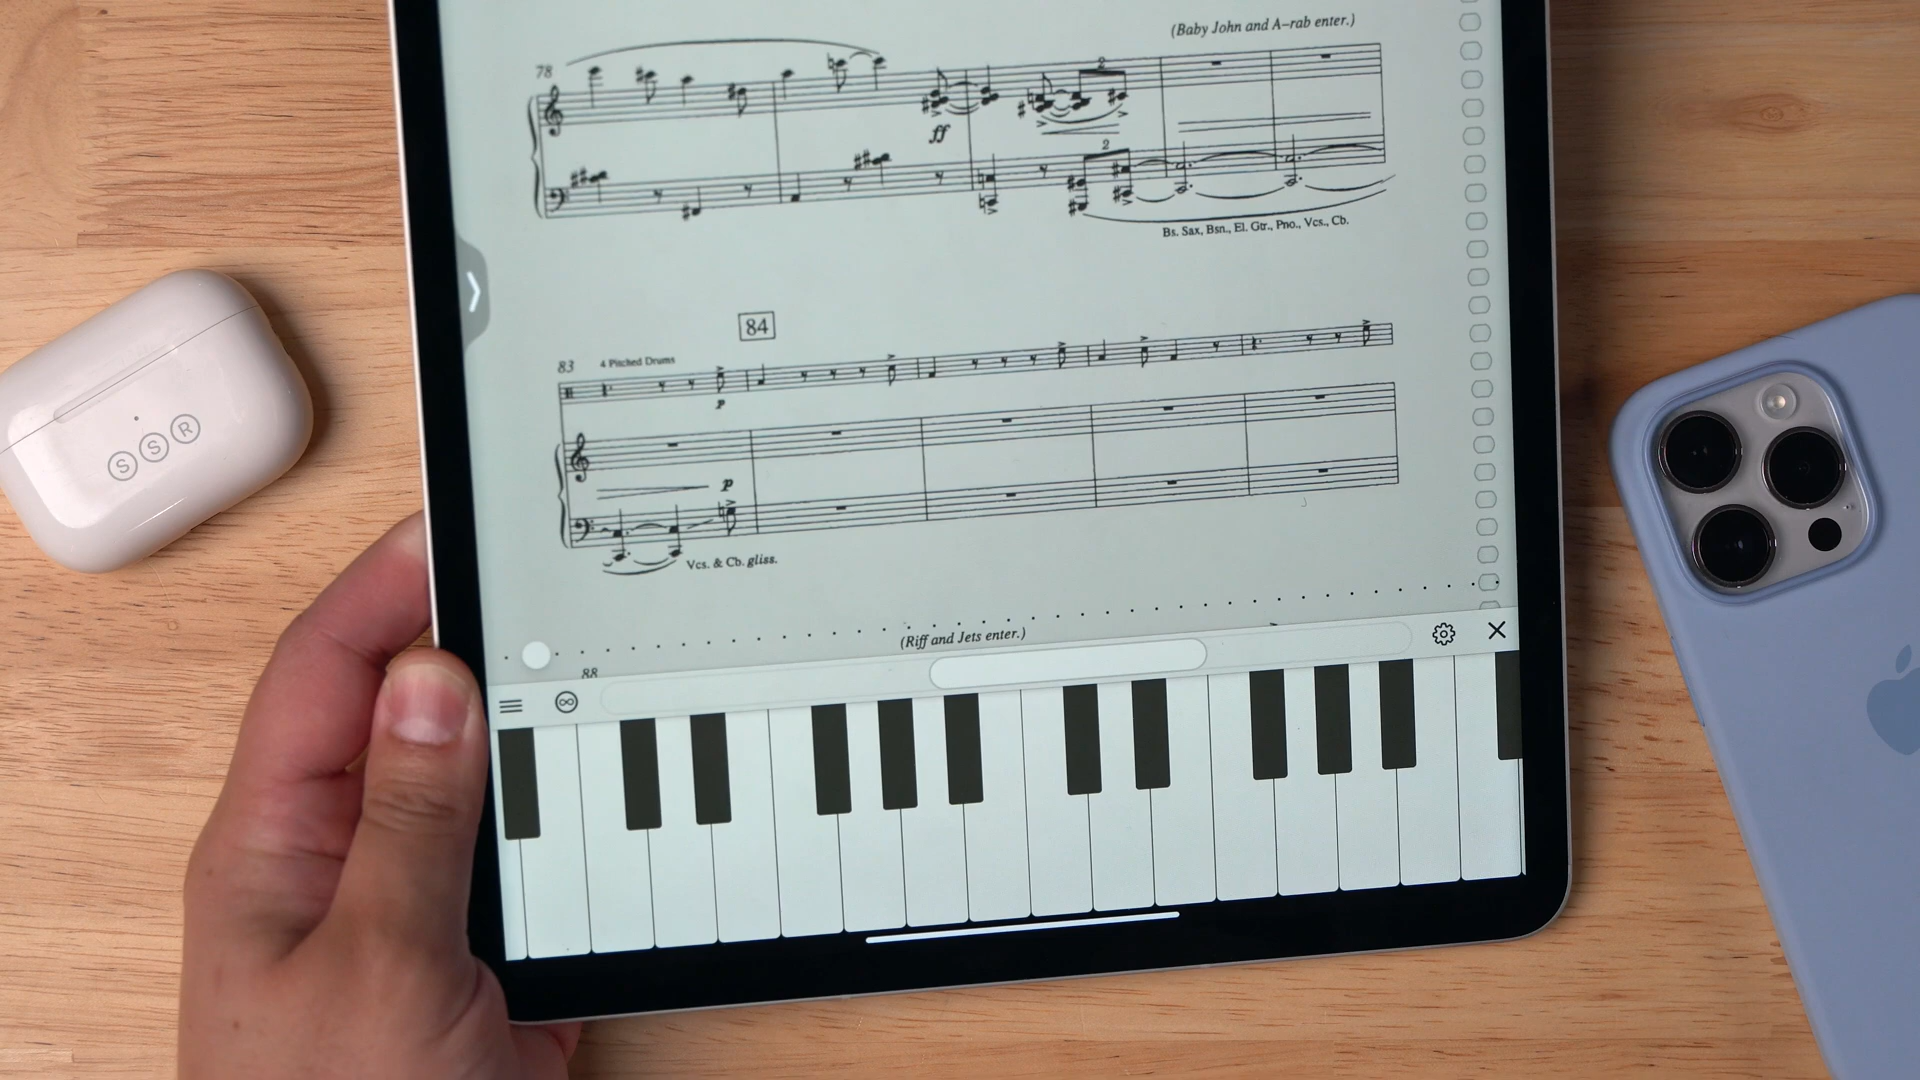 (Baby John and A-rab enter.)
78
2
ff
2
Bs. Sax, Bsn., El. Gtr., Pno., Vcs., Cb.
84
83 4 Pitched Drums
p
p
Vcs. & Cb. gliss.
(Riff and Jets enter.)
88
S S R